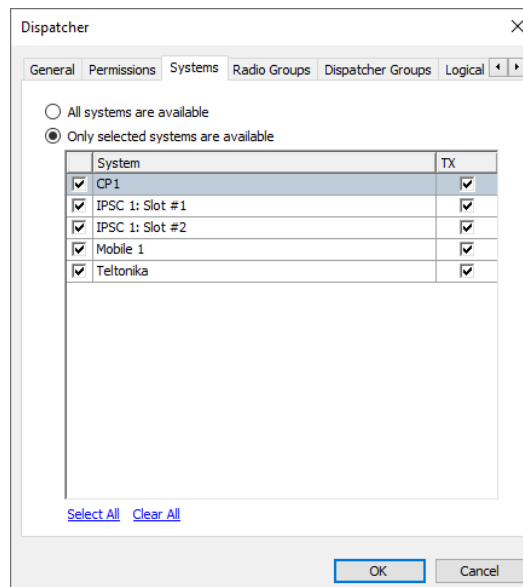 Dispatcher
General Permissions Systems Radio Groups Dispatcher Groups Logical
All systems are available
Only selected systems are available
System TX
CP1
IPSC 1: Slot #1
IPSC 1: Slot #2
Mobile 1
Teltonika
Select All Clear All
OK Cancel